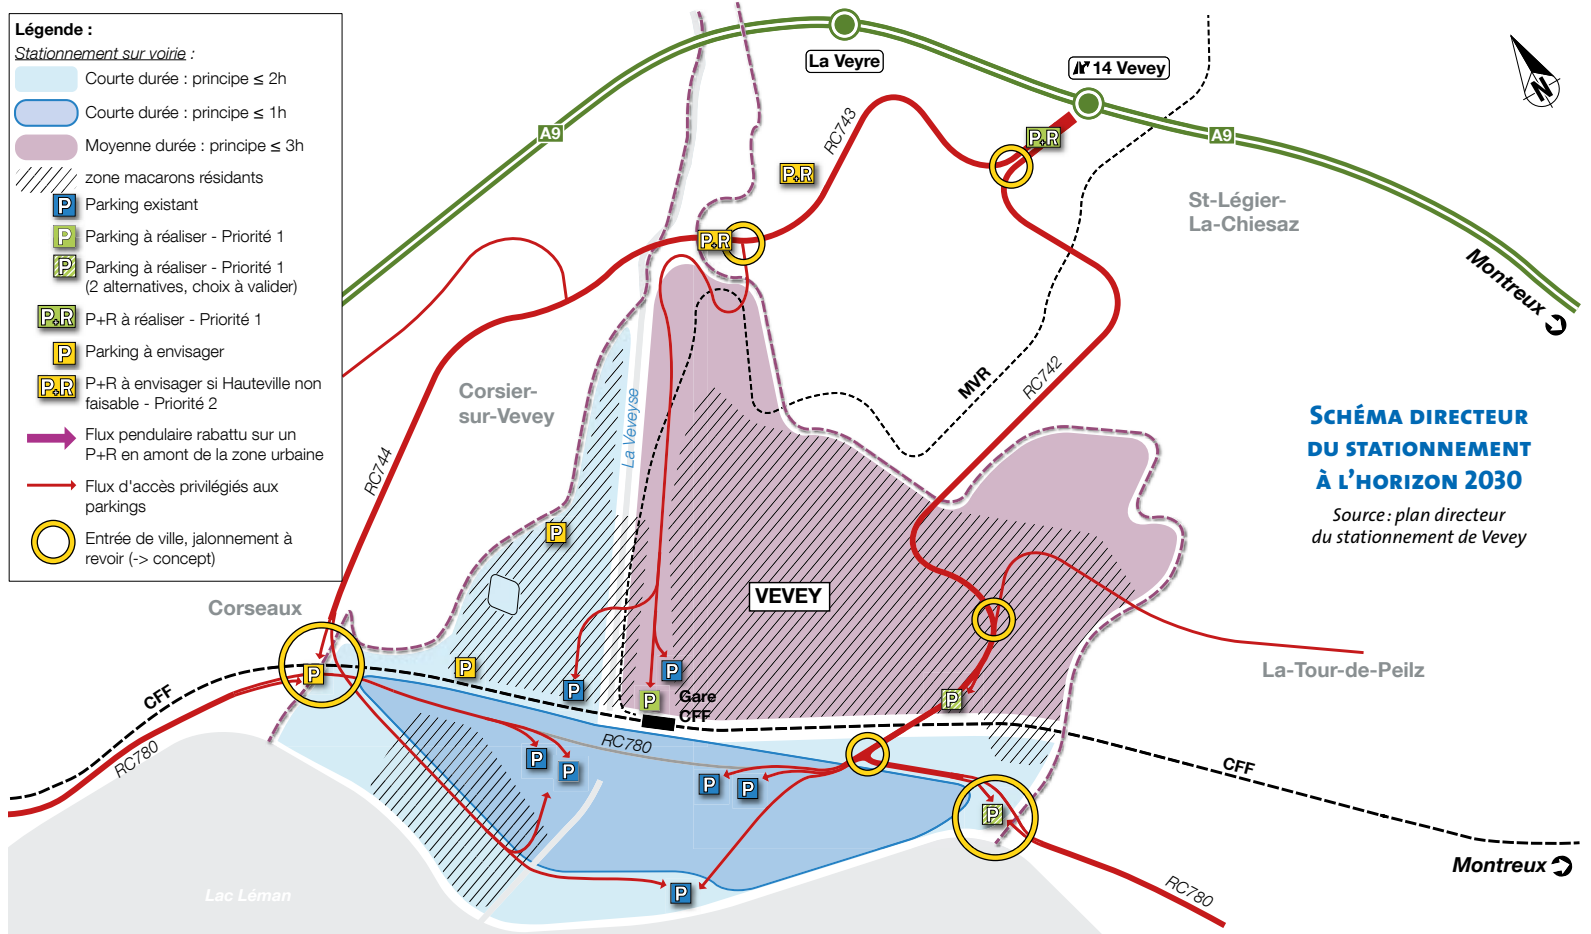 Légende :
Stationnement sur voirie :
Courte durée : principe ≤ 2h
Courte durée : principe ≤ 1h
Moyenne durée : principe ≤ 3h
zone macarons résidants
P Parking existant
P Parking à réaliser - Priorité 1
P Parking à réaliser - Priorité 1
(2 alternatives, choix à valider)
P+R P+R à réaliser - Priorité 1
P Parking à envisager
P+R P+R à envisager si Hauteville non
faisable - Priorité 2
Flux pendulaire rabattu sur un
P+R en amont de la zone urbaine
Flux d'accès privilégiés aux
parkings
Entrée de ville, jalonnement à
revoir (-> concept)
La Veyre
14 Vevey
N
A9
A9
RC743
P+R
P+R
P+R
St-Légier-
La-Chiesaz
Montreux
MVR
RC742
Corsier-
sur-Vevey
La Veveyse
RC744
SCHÉMA DIRECTEUR
DU STATIONNEMENT
À L'HORIZON 2030
Source : plan directeur
du stationnement de Vevey
P
VEVEY
Corseaux
La-Tour-de-Peilz
P
P
P
P
P
P
Gare
CFF
CFF
RC780
RC780
P
P
P
P
P
CFF
Montreux
P
RC780
Lac Léman